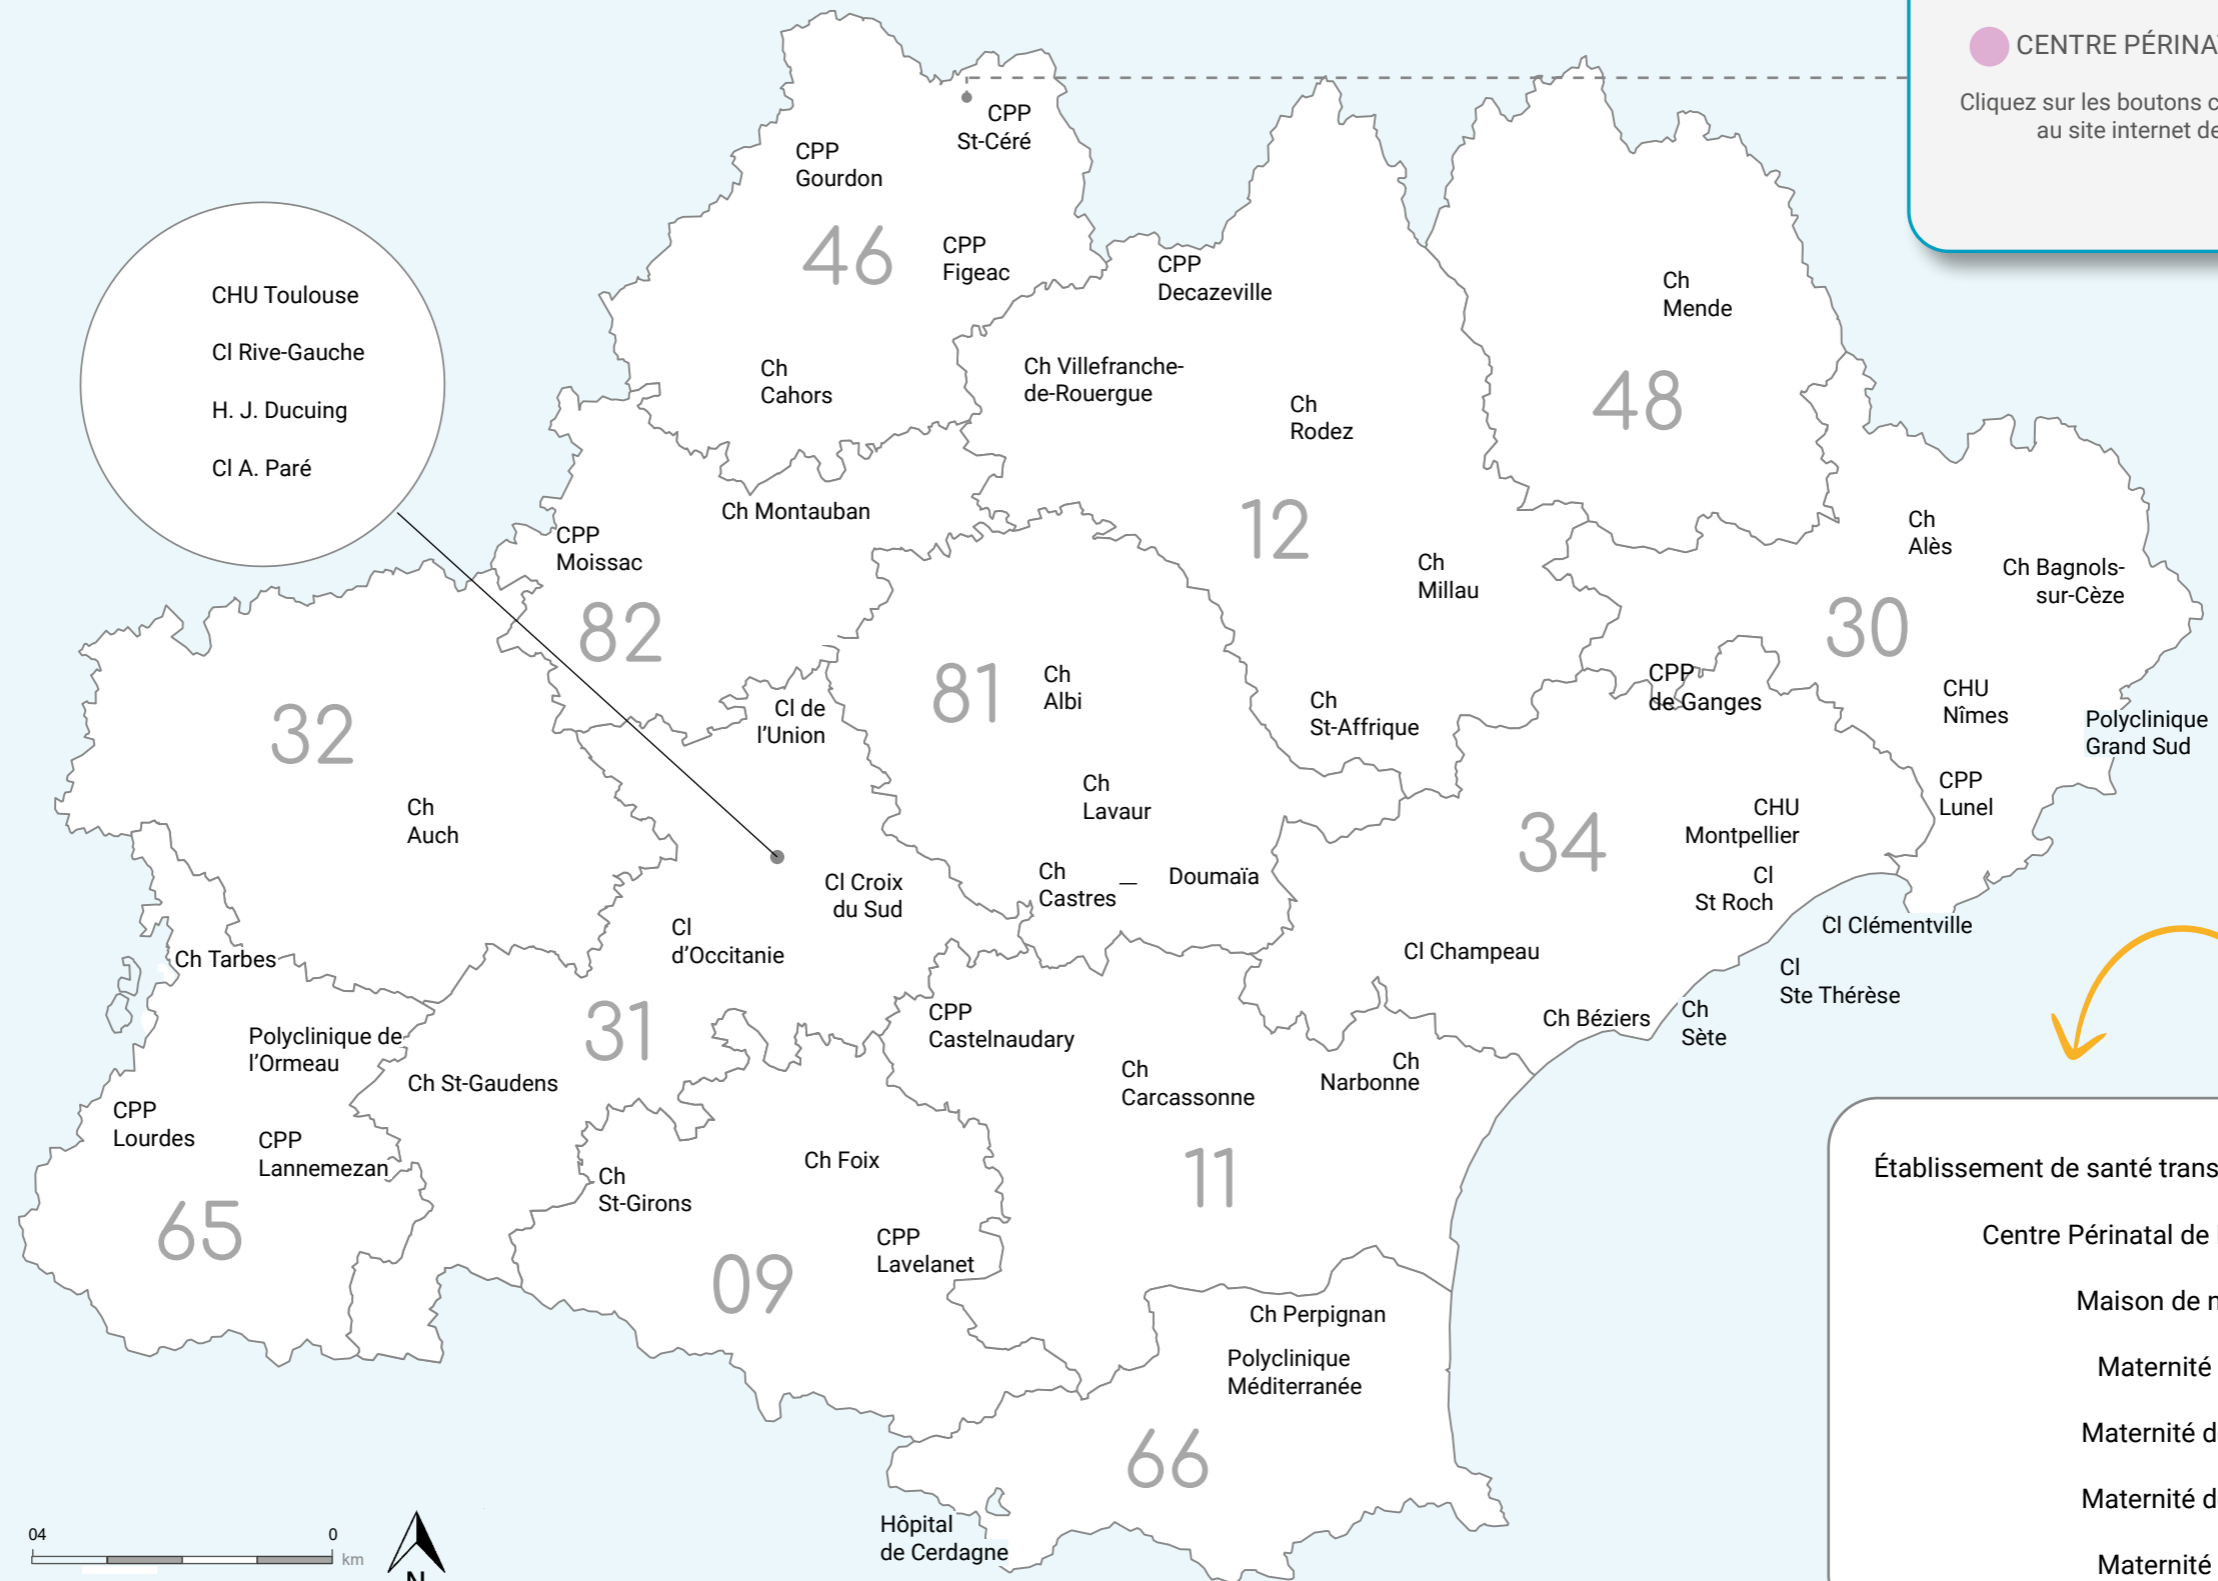 CENTRE PÉRINA
Cliquez sur les boutons
au site internet de
CPP
St-Céré
CPP
Gourdon
46
CPP
Figeac
CPP
Decazeville
Ch
Mende
CHU Toulouse
Cl Rive-Gauche
H. J. Ducuing
Cl A. Paré
Ch
Cahors
Ch Villefranche-
de-Rouergue
Ch
Rodez
48
Ch Montauban
CPP
Moissac
82
12
Ch
Millau
Ch
Alès
Ch Bagnols-
sur-Cèze
30
32
Ch
Auch
Cl de
l'Union
81
Ch
Albi
Ch
St-Affrique
CPP
de Ganges
CHU
Nîmes
Polyclinique
Grand Sud
Ch
Lavaur
CPP
Lunel
34
CHU
Montpellier
Cl
St Roch
Ch
Castres
Doumaïa
Cl Croix
du Sud
Cl
d'Occitanie
Cl Clémentville
Cl Champeau
Cl
Ste Thérèse
Ch Tarbes
Ch Béziers
Ch
Sète
31
CPP
Castelnaudary
Polyclinique de
l'Ormeau
Ch St-Gaudens
Ch
Carcassonne
Ch
Narbonne
CPP
Lourdes
CPP
Lannemezan
65
Ch
St-Girons
Ch Foix
11
CPP
Lavelanet
09
Ch Perpignan
Polyclinique
Méditerranée
66
Hôpital
de Cerdagne
Établissement de santé trans
Centre Périnatal de
Maison de
Maternité
Maternité d
Maternité d
Maternité
04
0
km
N